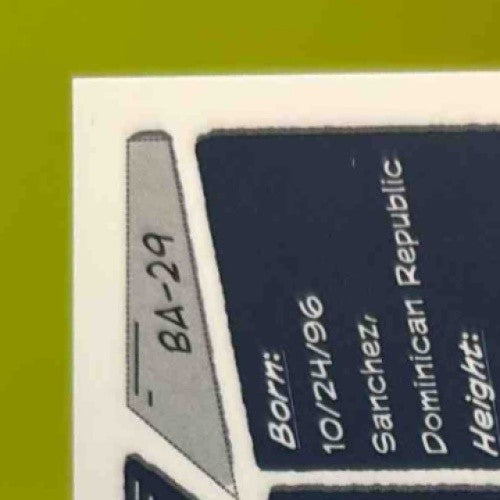 BA-29
Born:
10/24/96
Sanchez,
Dominican Republic
Height: